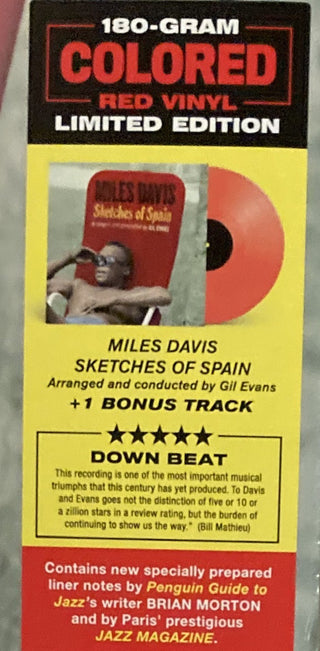 180-GRAM
COLORED
RED VINYL
LIMITED EDITION
MILES DAVIS
Sketches of Spain
MILES DAVIS
SKETCHES OF SPAIN
Arranged and conducted by Gil Evans
+1 BONUS TRACK
★★★★★
DOWN BEAT
This recording is one of the most important musical
triumphs that this century has yet produced. To Davis
and Evans goes not the distinction of five or 10 or
a zillion stars in a review rating, but the burden of
continuing to show us the way." (Bill Mathieu)
Contains new specially prepared
liner notes by Penguin Guide to
Jazz's writer BRIAN MORTON
and by Paris' prestigious
JAZZ MAGAZINE.